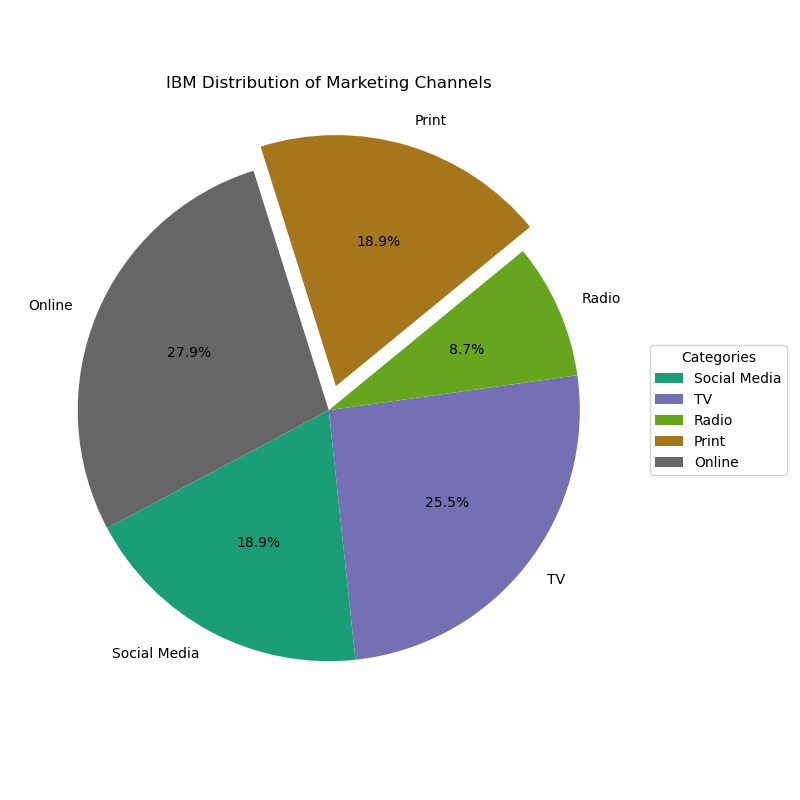 IBM Distribution of Marketing Channels
Print
18.9%
Radio
8.7%
Online
27.9%
25.5%
TV
18.9%
Social Media
Categories
Social Media
TV
Radio
Print
Online